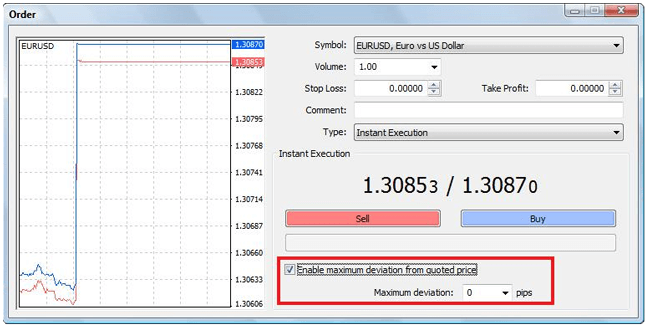 Order
EURUSD
1.30870
1.30853
1.30822
1.30795
1.30768
1.30741
1.30714
1.30687
1.30660
1.30633
1.30606
Symbol: EURUSD, Euro vs US Dollar
Volume: 1.00
Stop Loss: 0.00000 Take Profit: 0.00000
Comment:
Type: Instant Execution
Instant Execution
1.30853 / 1.30870
Sell Buy
Enable maximum deviation from quoted price
Maximum deviation: 0 pips